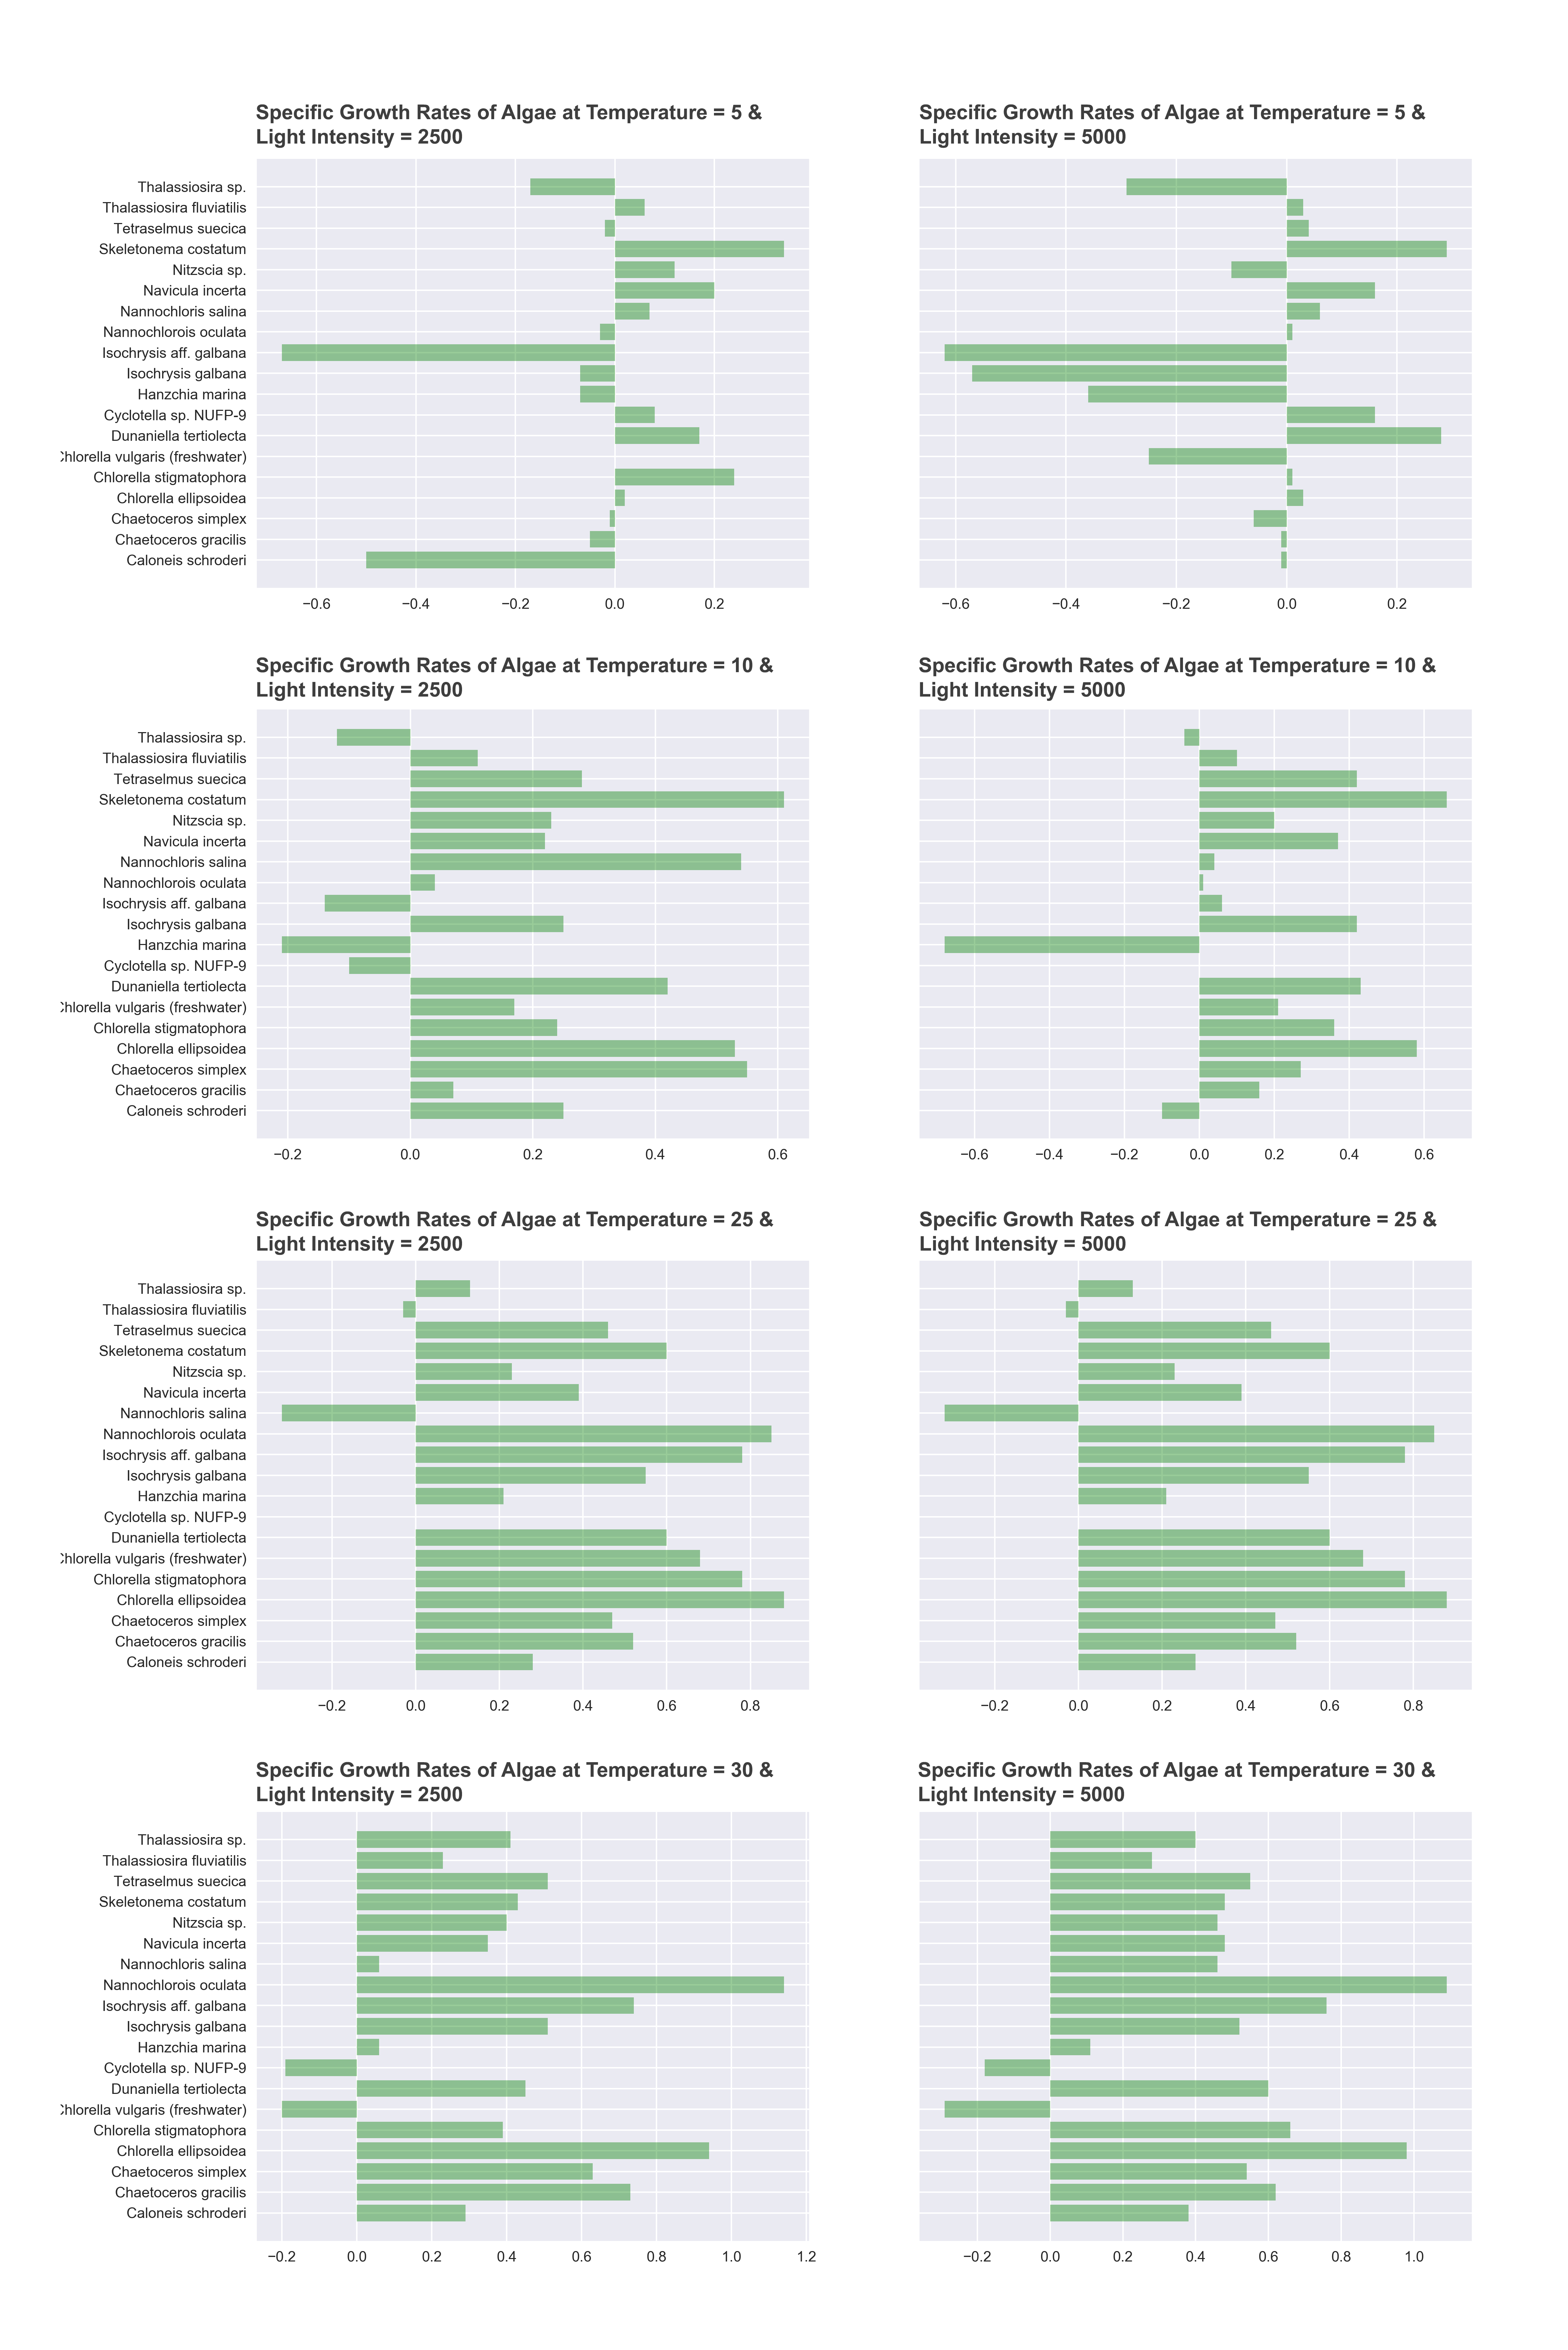 Specific Growth Rates of Algae at Temperature = 5 &
Light Intensity = 2500
Thalassiosira sp.
Thalassiosira fluviatilis
Tetraselmus suecica
Skeletonema costatum
Nitzscia sp.
Navicula incerta
Nannochloris salina
Nannochlorois oculata
Isochrysis aff. galbana
Isochrysis galbana
Hanzchia marina
Cyclotella sp. NUFP-9
Dunaniella tertiolecta
Chlorella vulgaris (freshwater)
Chlorella stigmatophora
Chlorella ellipsoidea
Chaetoceros simplex
Chaetoceros gracilis
Caloneis schroderi
−0.6 −0.4 −0.2 0.0 0.2
Specific Growth Rates of Algae at Temperature = 5 &
Light Intensity = 5000
−0.6 −0.4 −0.2 0.0 0.2
Specific Growth Rates of Algae at Temperature = 10 &
Light Intensity = 2500
Thalassiosira sp.
Thalassiosira fluviatilis
Tetraselmus suecica
Skeletonema costatum
Nitzscia sp.
Navicula incerta
Nannochloris salina
Nannochlorois oculata
Isochrysis aff. galbana
Isochrysis galbana
Hanzchia marina
Cyclotella sp. NUFP-9
Dunaniella tertiolecta
Chlorella vulgaris (freshwater)
Chlorella stigmatophora
Chlorella ellipsoidea
Chaetoceros simplex
Chaetoceros gracilis
Caloneis schroderi
−0.2 0.0 0.2 0.4 0.6
Specific Growth Rates of Algae at Temperature = 10 &
Light Intensity = 5000
−0.6 −0.4 −0.2 0.0 0.2 0.4 0.6
Specific Growth Rates of Algae at Temperature = 25 &
Light Intensity = 2500
Thalassiosira sp.
Thalassiosira fluviatilis
Tetraselmus suecica
Skeletonema costatum
Nitzscia sp.
Navicula incerta
Nannochloris salina
Nannochlorois oculata
Isochrysis aff. galbana
Isochrysis galbana
Hanzchia marina
Cyclotella sp. NUFP-9
Dunaniella tertiolecta
Chlorella vulgaris (freshwater)
Chlorella stigmatophora
Chlorella ellipsoidea
Chaetoceros simplex
Chaetoceros gracilis
Caloneis schroderi
−0.2 0.0 0.2 0.4 0.6 0.8
Specific Growth Rates of Algae at Temperature = 25 &
Light Intensity = 5000
−0.2 0.0 0.2 0.4 0.6 0.8
Specific Growth Rates of Algae at Temperature = 30 &
Light Intensity = 2500
Thalassiosira sp.
Thalassiosira fluviatilis
Tetraselmus suecica
Skeletonema costatum
Nitzscia sp.
Navicula incerta
Nannochloris salina
Nannochlorois oculata
Isochrysis aff. galbana
Isochrysis galbana
Hanzchia marina
Cyclotella sp. NUFP-9
Dunaniella tertiolecta
Chlorella vulgaris (freshwater)
Chlorella stigmatophora
Chlorella ellipsoidea
Chaetoceros simplex
Chaetoceros gracilis
Caloneis schroderi
−0.2 0.0 0.2 0.4 0.6 0.8 1.0 1.2
Specific Growth Rates of Algae at Temperature = 30 &
Light Intensity = 5000
−0.2 0.0 0.2 0.4 0.6 0.8 1.0